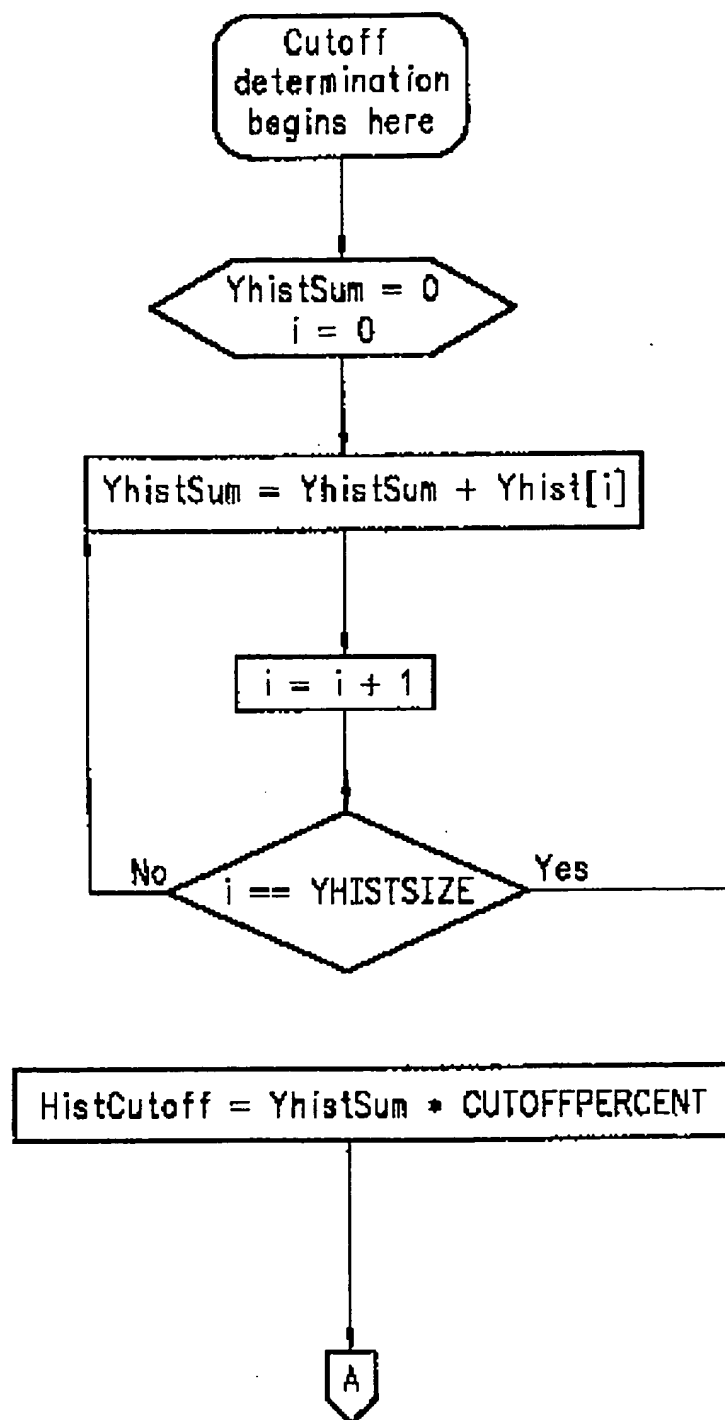 Cutoff
determination
begins here
YhistSum = 0
i = 0
YhistSum = YhistSum + Yhist[i]
i = i + 1
No
i == YHISTSIZE
Yes
HistCutoff = YhistSum * CUTOFFPERCENT
A